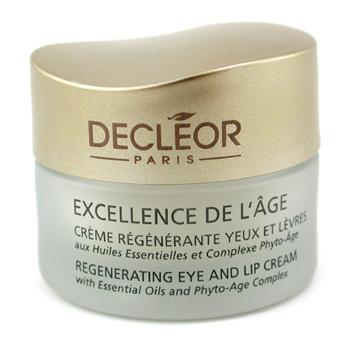 DECLÉOR
PARIS
EXCELLENCE DE L'ÂGE
CRÈME RÉGÉNÉRANTE YEUX ET LÈVRES
aux Huiles Essentielles et Complexe Phyto-Âge
REGENERATING EYE AND LIP CREAM
with Essential Oils and Phyto-Age Complex